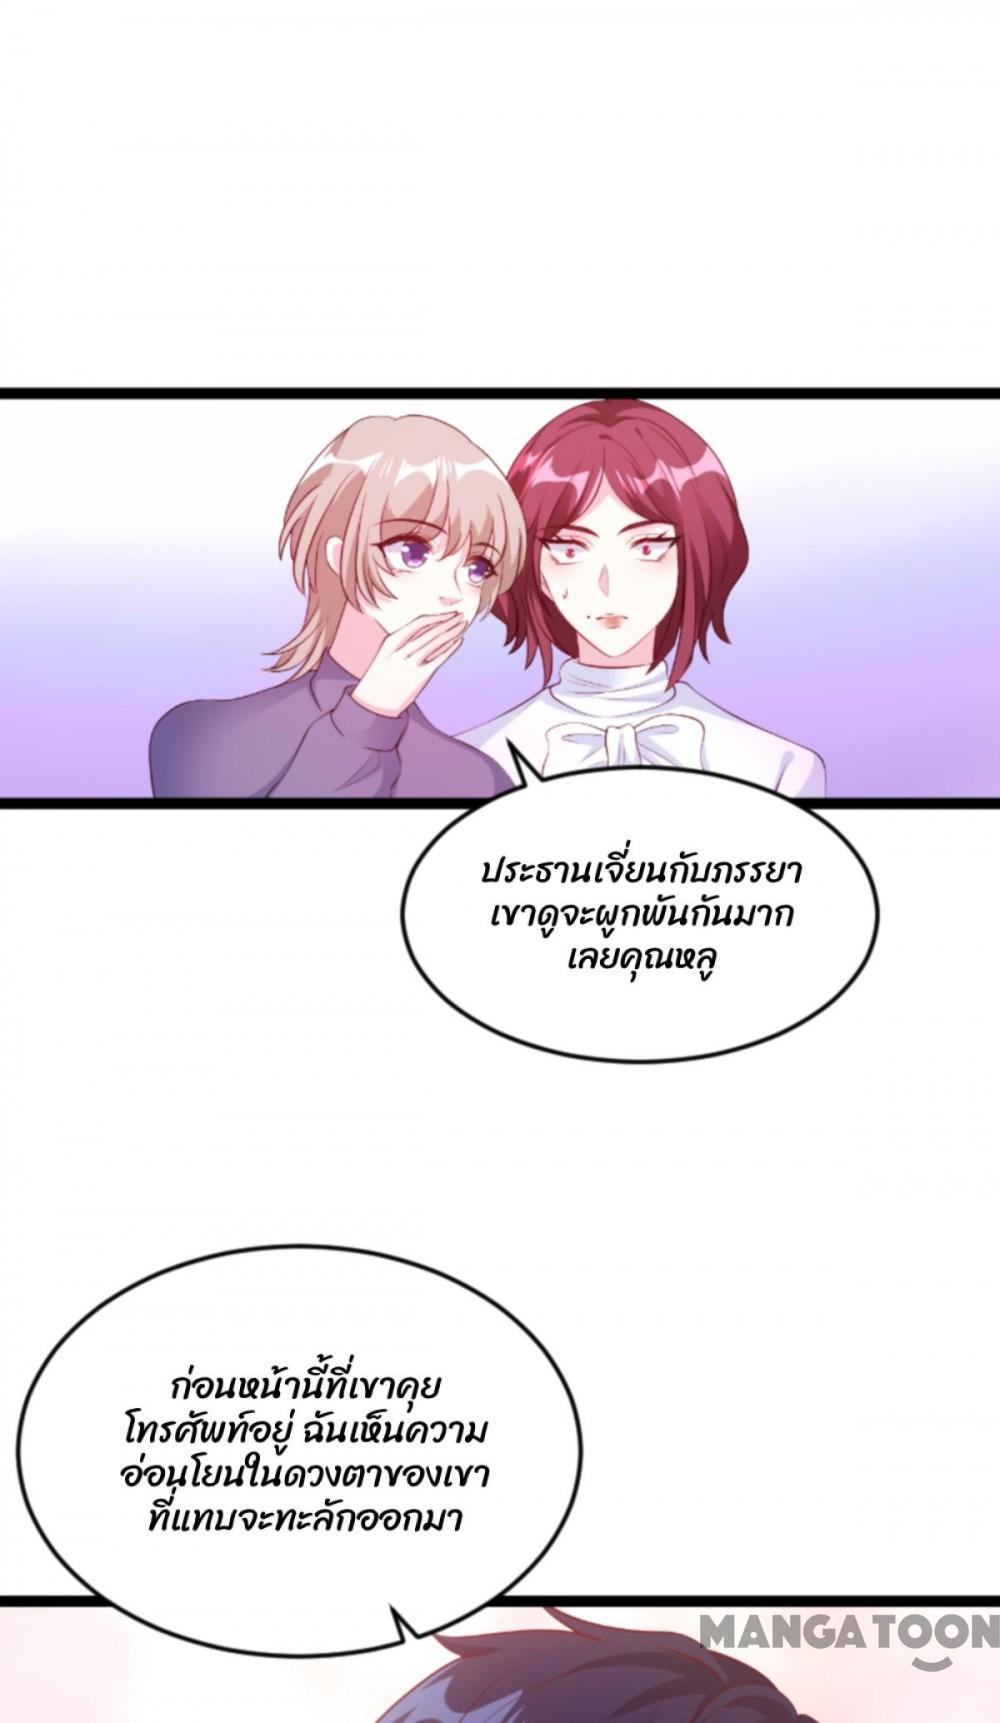 ประธานเจี่ยนกับภรรยา
เขาดูจะผูกพันกันมาก
เลยคุณหลู
ก่อนหน้านี้ที่เขาคุย
โทรศัพท์อยู่ ฉันเห็นความ
อ่อนโยนในดวงตาของเขา
ที่แทบจะทะลักออกมา
MANGATOON